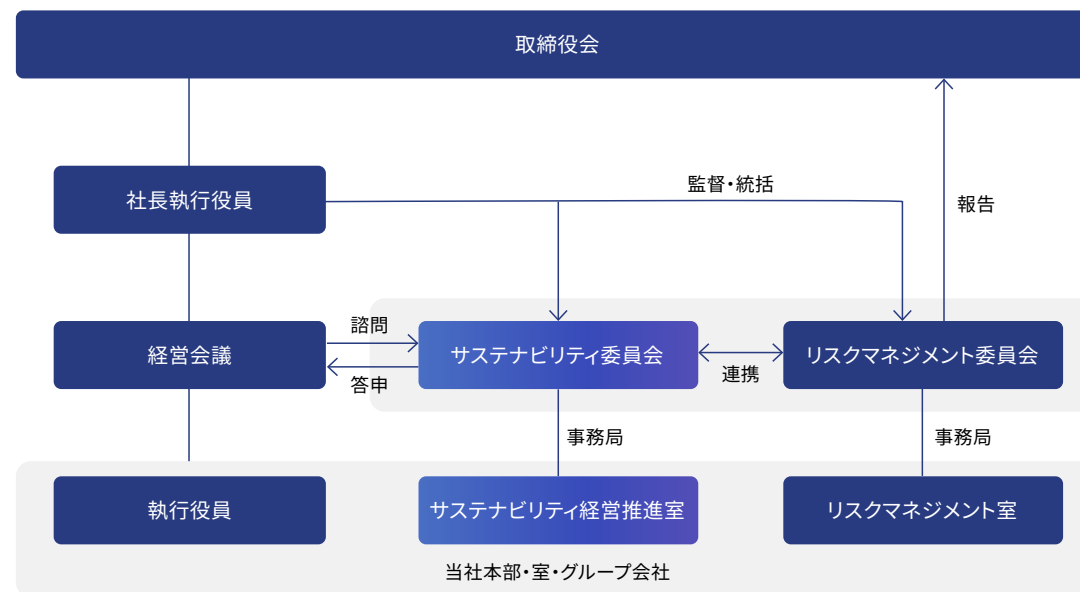 取締役会
社長執行役員
監督・統括
報告
経営会議
諮問
答申
サステナビリティ委員会
連携
リスクマネジメント委員会
事務局
事務局
執行役員
サステナビリティ経営推進室
リスクマネジメント室
当社本部・室・グループ会社